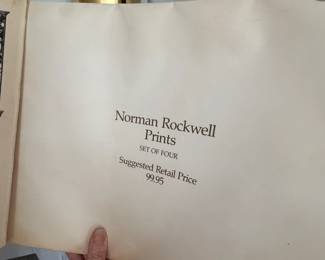 Norman Rockwell
Prints
SET OF FOUR
Suggested Retail Price
99.95